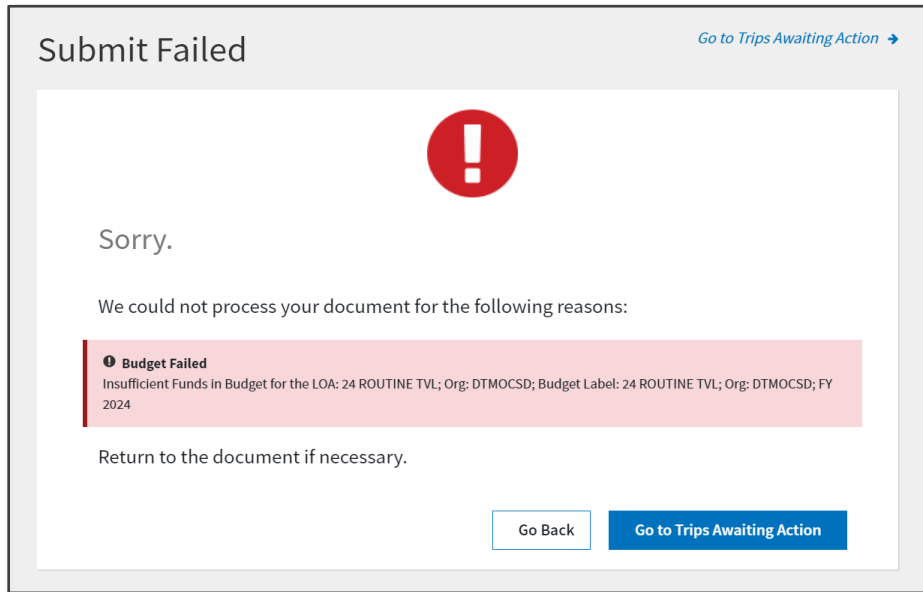 Submit Failed
Go to Trips Awaiting Action
Sorry.
We could not process your document for the following reasons:
Budget Failed
Insufficient Funds in Budget for the LOA: 24 ROUTINE TVL; Org: DTMOCSD; Budget Label: 24 ROUTINE TVL; Org: DTMOCSD; FY
2024
Return to the document if necessary.
Go Back
Go to Trips Awaiting Action